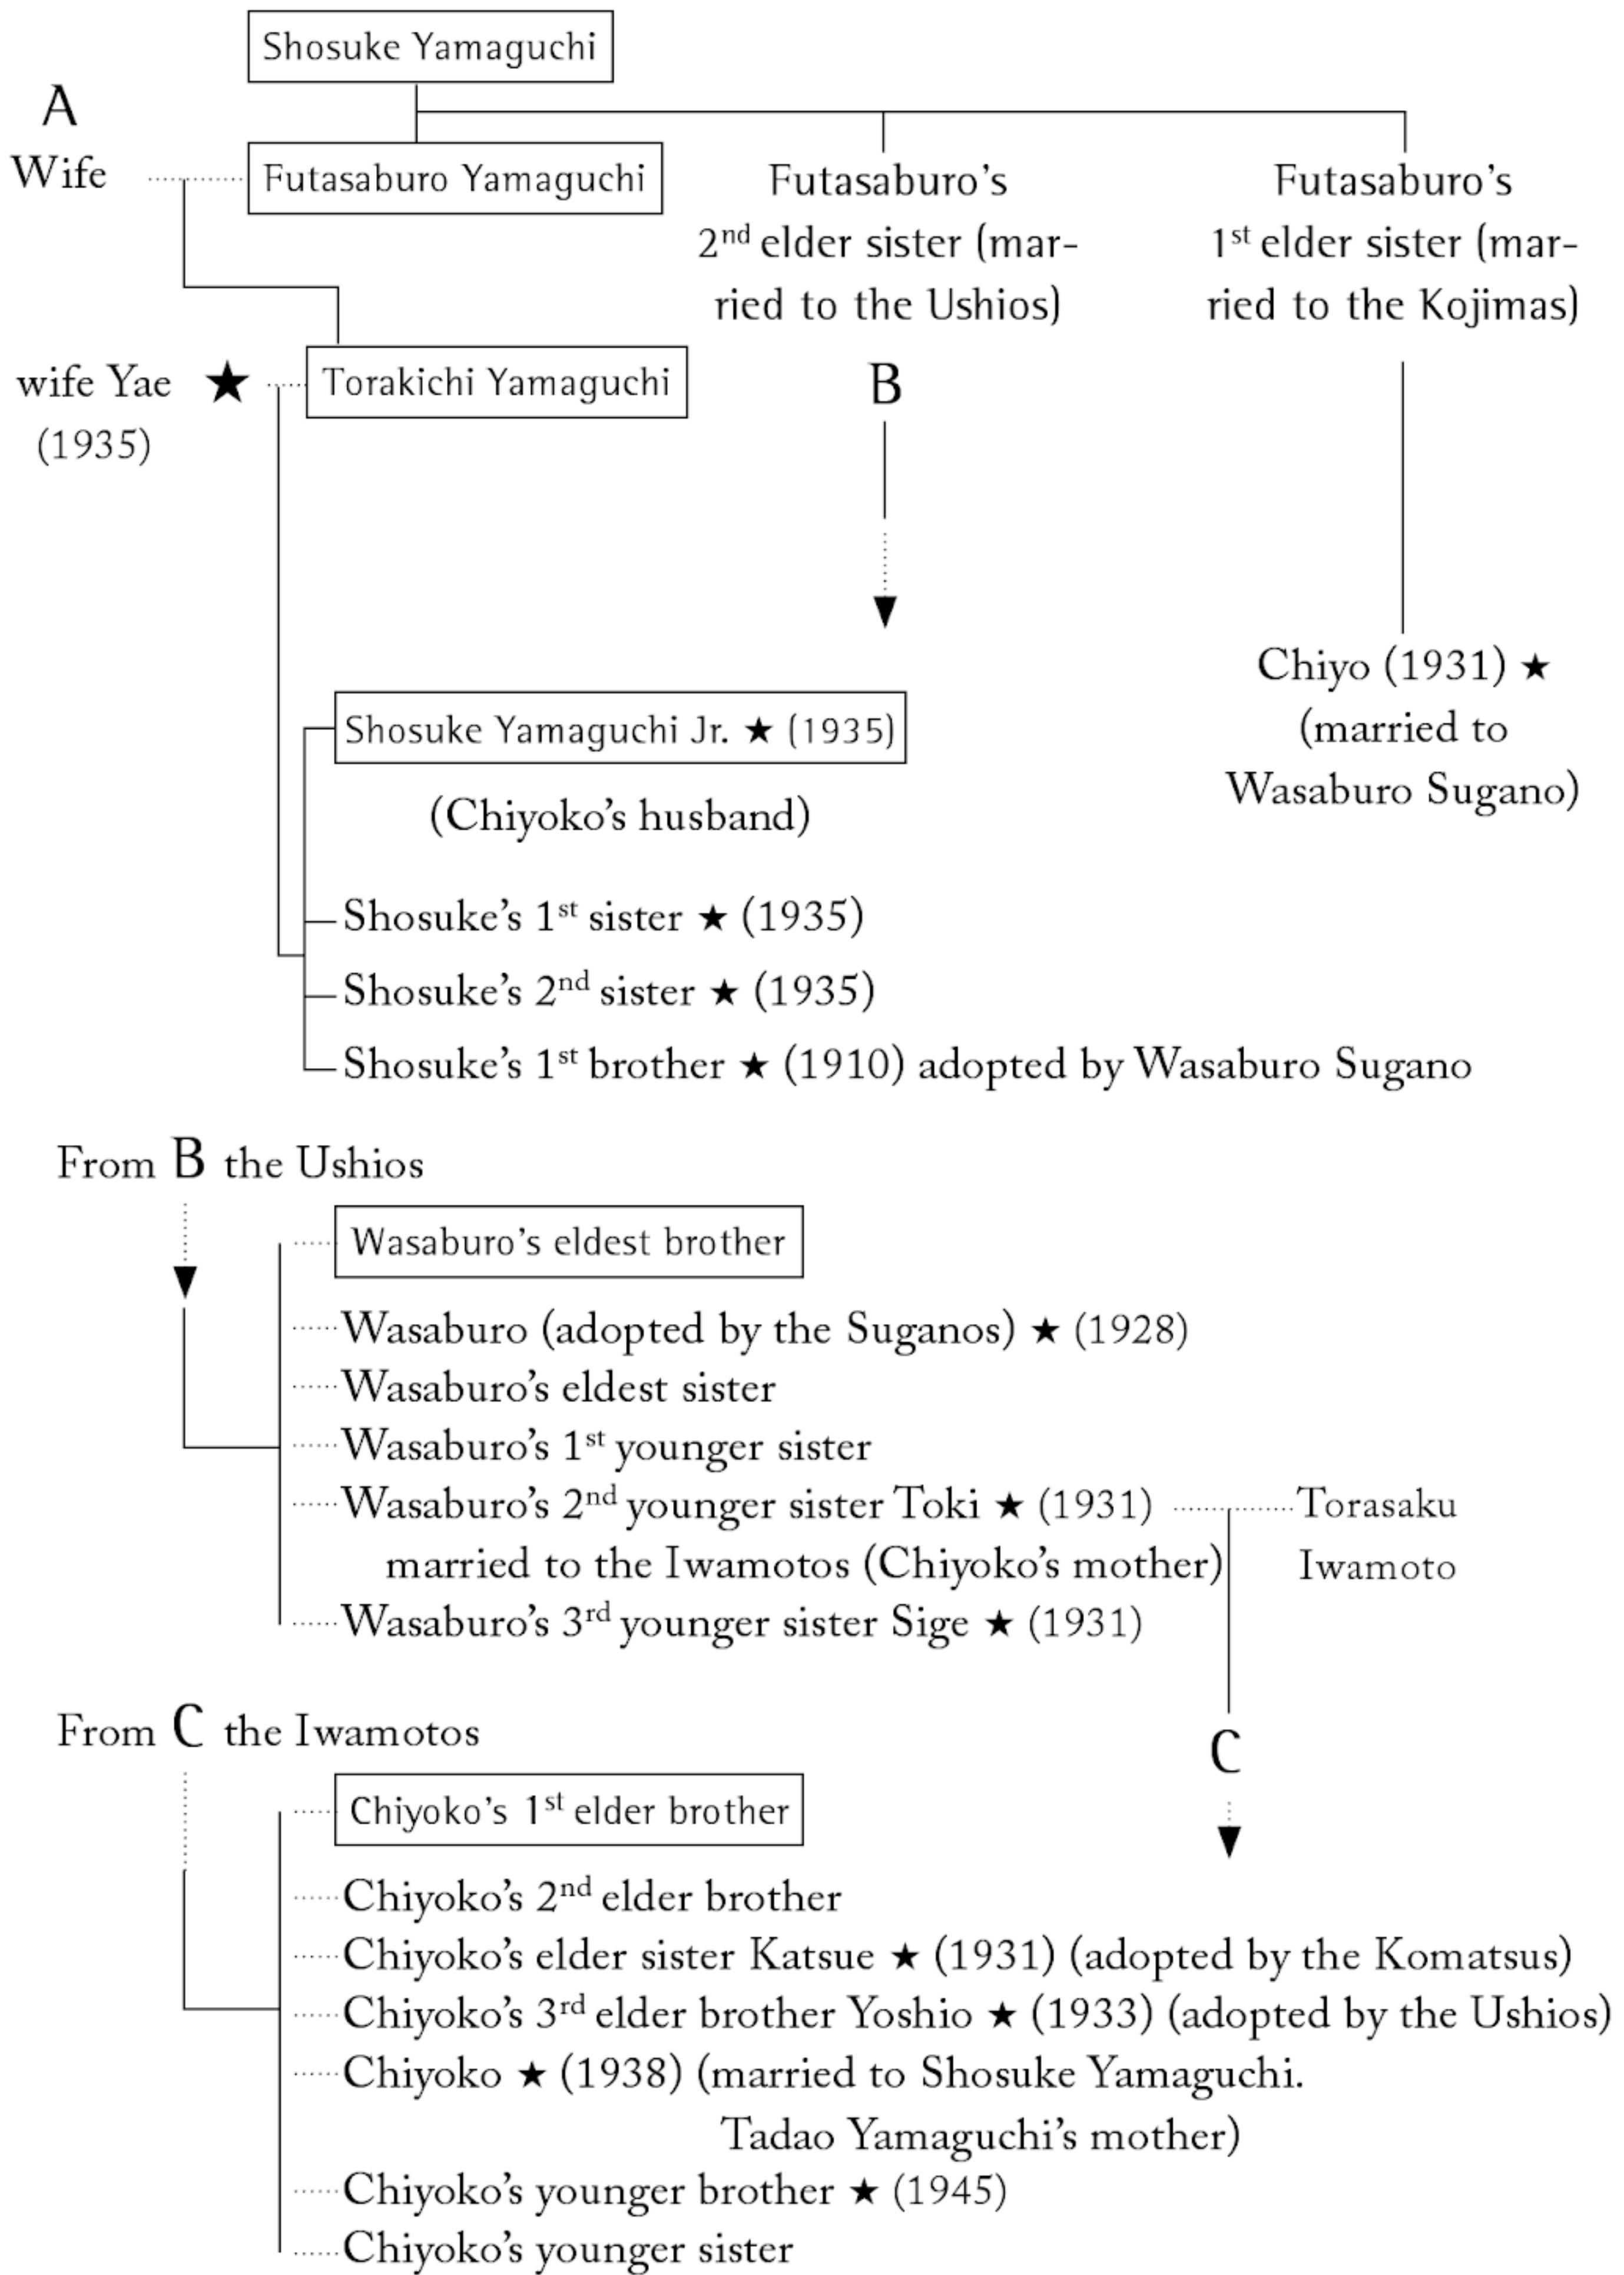 Shosuke Yamaguchi
A
Wife
Futasaburo Yamaguchi
Futasaburo's
2nd elder sister (mar-
ried to the Ushios)
Futasaburo's
1st elder sister (mar-
ried to the Kojimas)
wife Yae ★
(1935)
Torakichi Yamaguchi
B
Chiyo (1931) ★
(married to
Wasaburo Sugano)
Shosuke Yamaguchi Jr. ★ (1935)
(Chiyoko's husband)
Shosuke's 1st sister ★ (1935)
Shosuke's 2nd sister ★ (1935)
Shosuke's 1st brother ★ (1910) adopted by Wasaburo Sugano
From B the Ushios
Wasaburo's eldest brother
Wasaburo (adopted by the Suganos) ★ (1928)
Wasaburo's eldest sister
Wasaburo's 1st younger sister
Wasaburo's 2nd younger sister Toki ★ (1931)
married to the Iwamotos (Chiyoko's mother)
Torasaku
Iwamoto
Wasaburo's 3rd younger sister Sige ★ (1931)
From C the Iwamotos
C
Chiyoko's 1st elder brother
Chiyoko's 2nd elder brother
Chiyoko's elder sister Katsue ★ (1931) (adopted by the Komatsus)
Chiyoko's 3rd elder brother Yoshio ★ (1933) (adopted by the Ushios)
Chiyoko ★ (1938) (married to Shosuke Yamaguchi.
Tadao Yamaguchi's mother)
Chiyoko's younger brother ★ (1945)
Chiyoko's younger sister